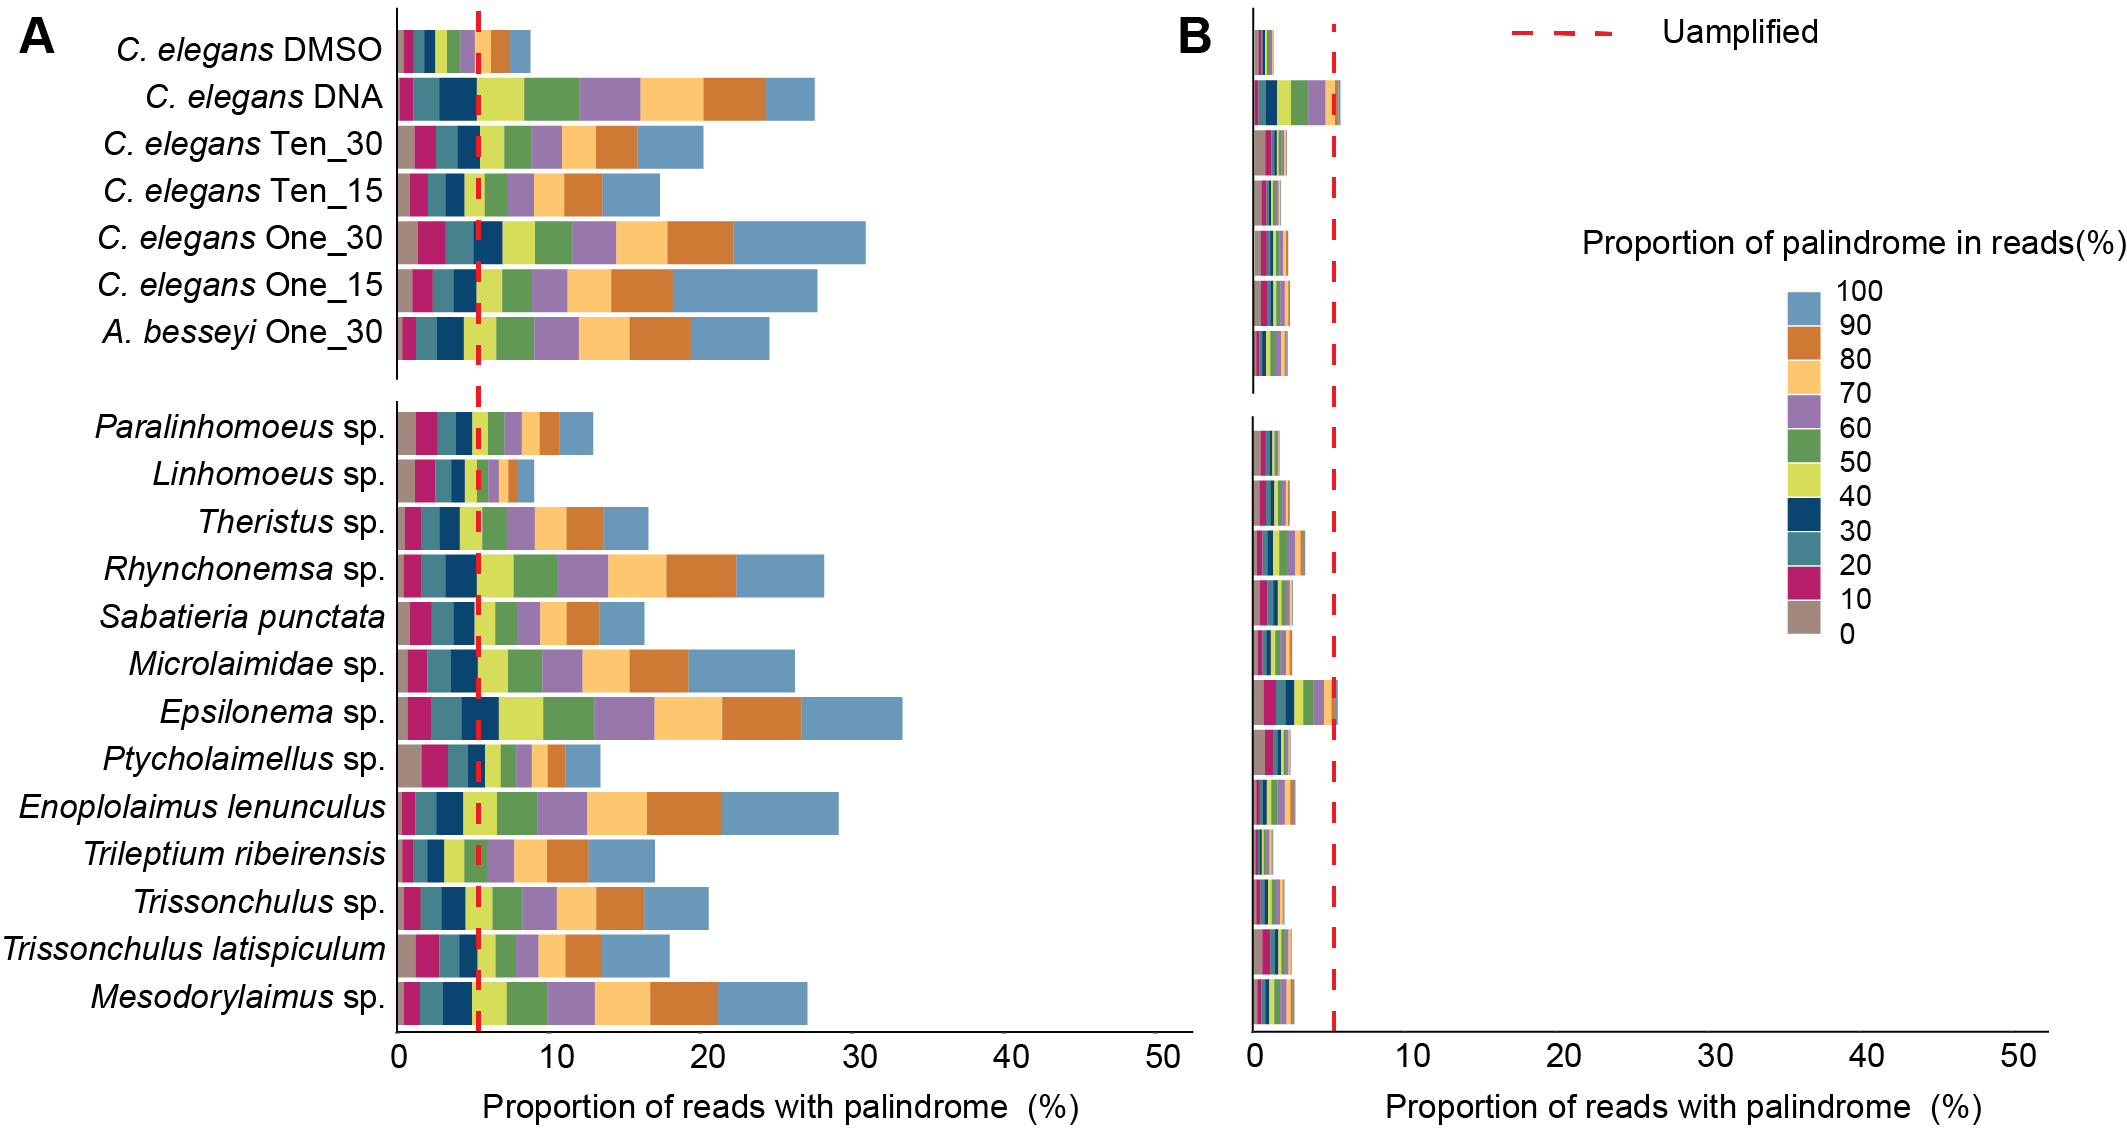 A
B
Uamplified
C. elegans DMSO
C. elegans DNA
C. elegans Ten_30
C. elegans Ten_15
C. elegans One_30
C. elegans One_15
A. besseyi One_30
Paralinhomoeus sp.
Linhomoeus sp.
Theristus sp.
Rhynchonemsa sp.
Sabatieria punctata
Microlaimidae sp.
Epsilonema sp.
Ptycholaimellus sp.
Enoplolaimus lenunculus
Trileptium ribeirensis
Trissonchulus sp.
Trissonchulus latispiculum
Mesodorylaimus sp.
0 10 20 30 40 50
Proportion of reads with palindrome (%)
0 10 20 30 40 50
Proportion of reads with palindrome (%)
Proportion of palindrome in reads(%)
100
90
80
70
60
50
40
30
20
10
0